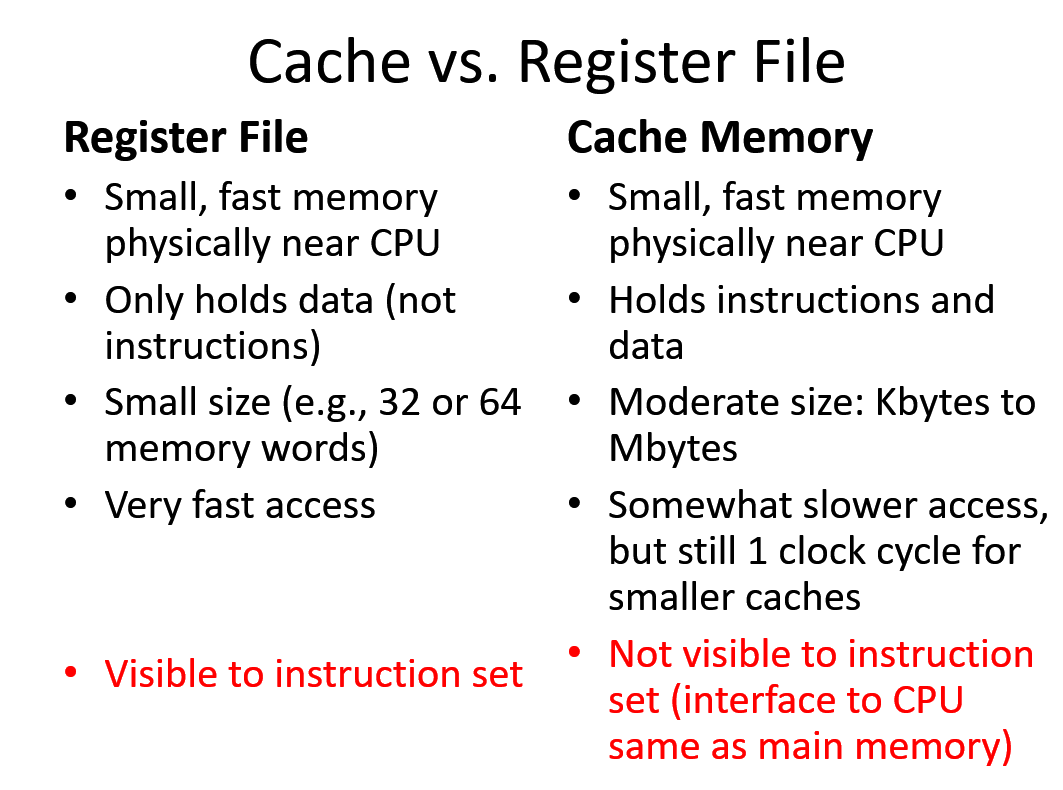 Cache vs. Register File
Register File
• Small, fast memory
physically near CPU
• Only holds data (not
instructions)
• Small size (e.g., 32 or 64
memory words)
• Very fast access
• Visible to instruction set
Cache Memory
• Small, fast memory
physically near CPU
• Holds instructions and
data
• Moderate size: Kbytes to
Mbytes
• Somewhat slower access,
but still 1 clock cycle for
smaller caches
• Not visible to instruction
set (interface to CPU
same as main memory)